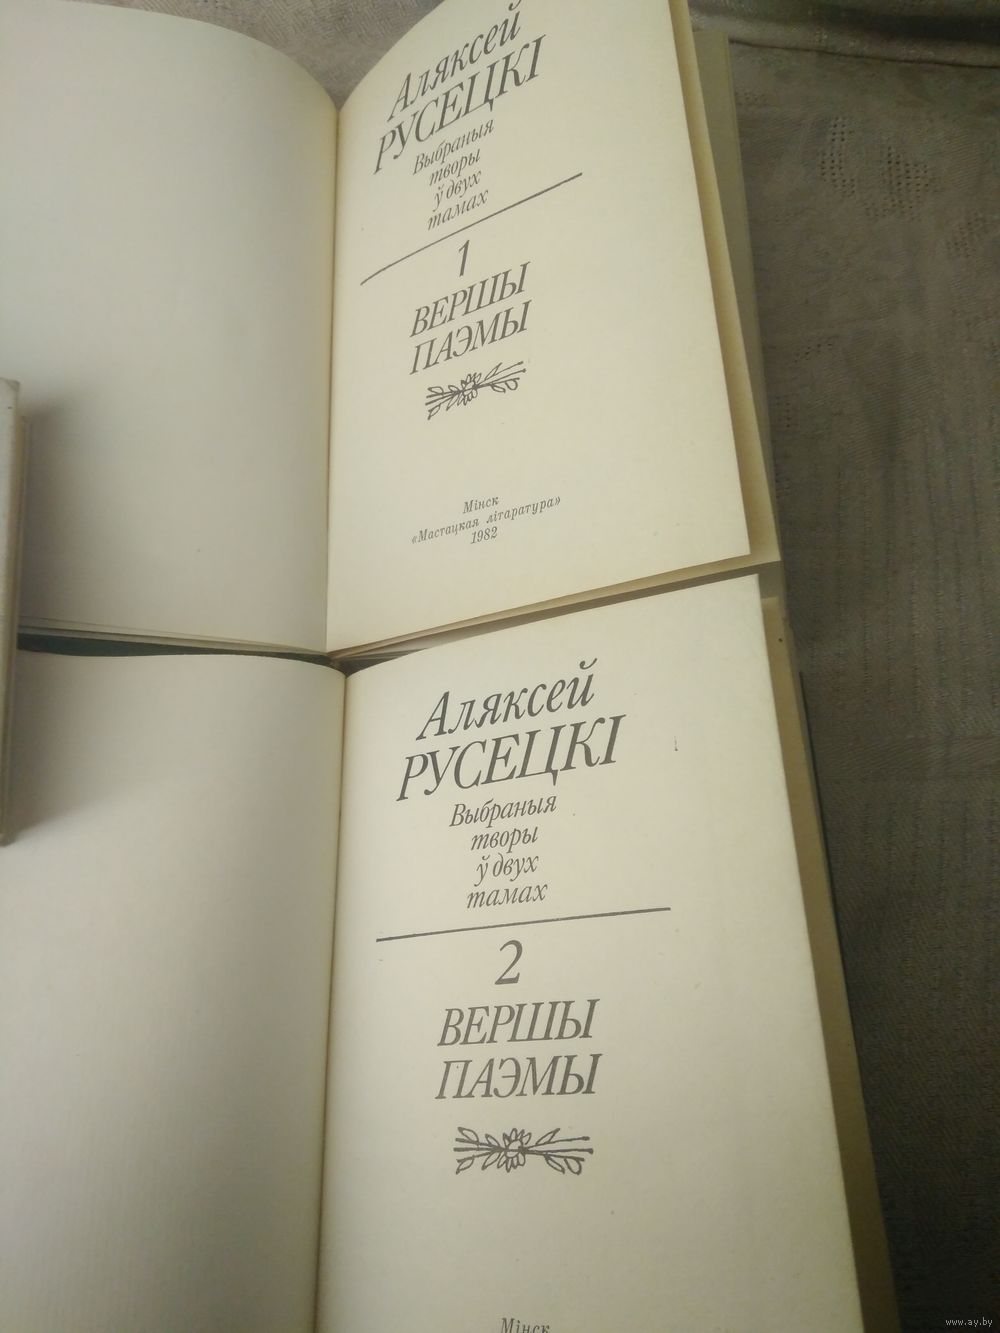 Аляксей
РУСЕЦКІ
Выбраныя
творы
ў двух
тамах
1
ВЕРШЫ
ПАЭМЫ
Мінск
«Мастацкая літаратура»
1982
Аляксей
РУСЕЦКІ
Выбраныя
творы
ў двух
тамах
2
ВЕРШЫ
ПАЭМЫ
Мінск
www.ay.by